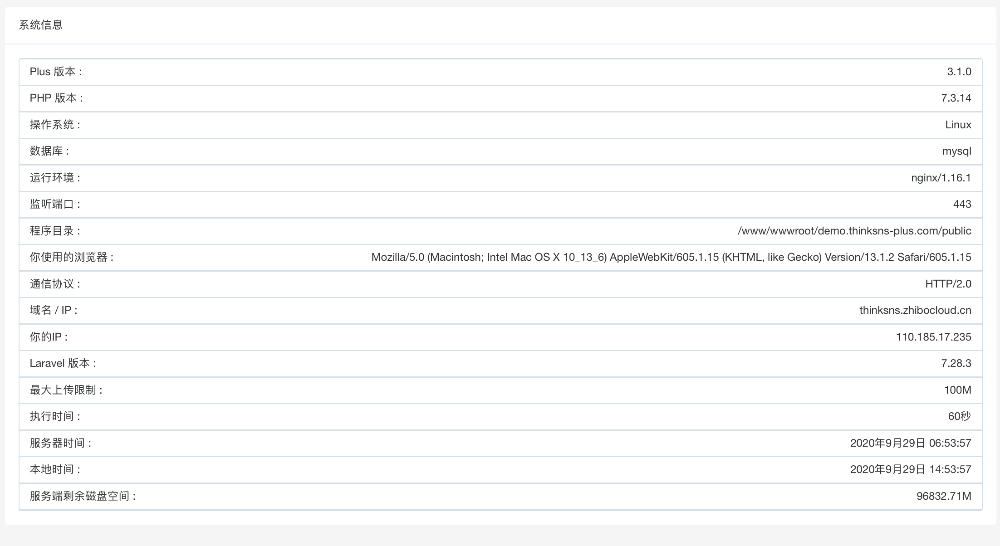 系统信息
Plus 版本 : 3.1.0
PHP 版本 : 7.3.14
操作系统 : Linux
数据库 : mysql
运行环境 : nginx/1.16.1
监听端口 : 443
程序目录 : /www/wwwroot/demo.thinksns-plus.com/public
你使用的浏览器 : Mozilla/5.0 (Macintosh; Intel Mac OS X 10_13_6) AppleWebKit/605.1.15 (KHTML, like Gecko) Version/13.1.2 Safari/605.1.15
通信协议 : HTTP/2.0
域名 / IP : thinksns.zhibocloud.cn
你的IP : 110.185.17.235
Laravel 版本 : 7.28.3
最大上传限制 : 100M
执行时间 : 60秒
服务器时间 : 2020年9月29日 06:53:57
本地时间 : 2020年9月29日 14:53:57
服务端剩余磁盘空间 : 96832.71M